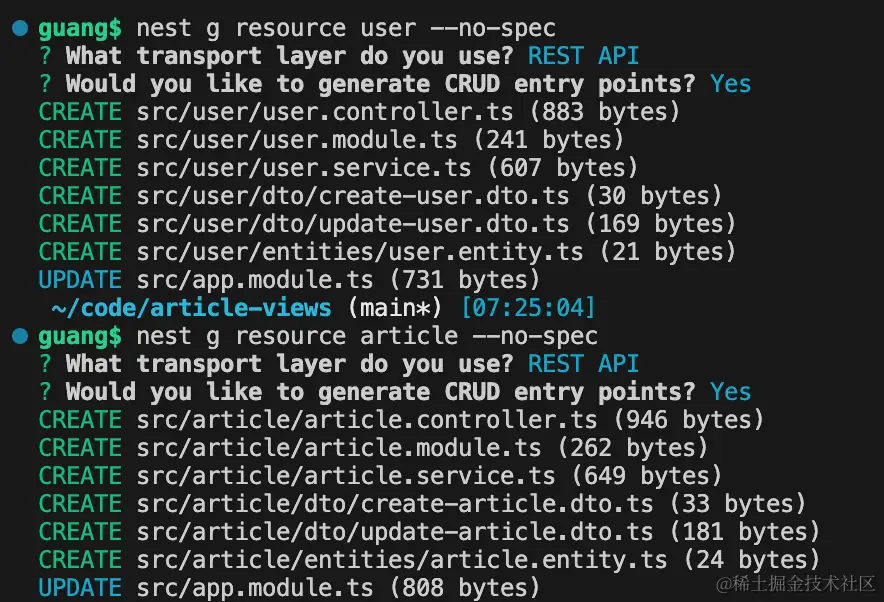 guang$ nest g resource user --no-spec
? What transport layer do you use? REST API
? Would you like to generate CRUD entry points? Yes
CREATE src/user/user.controller.ts (883 bytes)
CREATE src/user/user.module.ts (241 bytes)
CREATE src/user/user.service.ts (607 bytes)
CREATE src/user/dto/create-user.dto.ts (30 bytes)
CREATE src/user/dto/update-user.dto.ts (169 bytes)
CREATE src/user/entities/user.entity.ts (21 bytes)
UPDATE src/app.module.ts (731 bytes)
~/code/article-views (main*) [07:25:04]
guang$ nest g resource article --no-spec
? What transport layer do you use? REST API
? Would you like to generate CRUD entry points? Yes
CREATE src/article/article.controller.ts (946 bytes)
CREATE src/article/article.module.ts (262 bytes)
CREATE src/article/article.service.ts (649 bytes)
CREATE src/article/dto/create-article.dto.ts (33 bytes)
CREATE src/article/dto/update-article.dto.ts (181 bytes)
CREATE src/article/entities/article.entity.ts (24 bytes)
UPDATE src/app.module.ts (808 bytes)
@稀土掘金技术社区